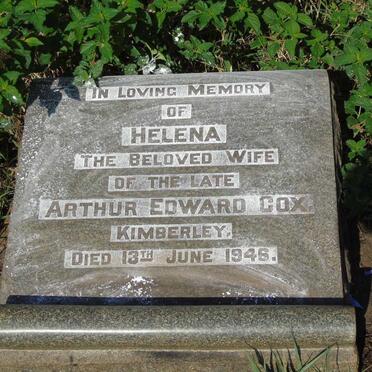 In Loving Memory
of
Helena
The Beloved Wife
of the late
Arthur Edward Cox.
Kimberley.
Died 13th June 1946.